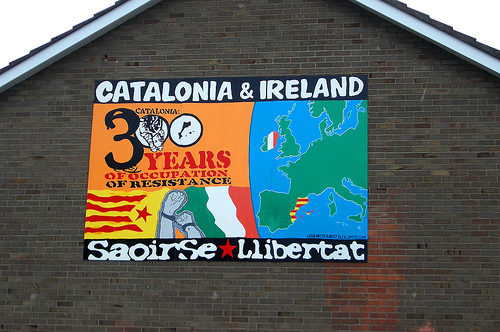 CATALONIA & IRELAND
CATALONIA:
300
YEARS
OF OCCUPATION
OF RESISTANCE
SaoirSe★Llibertat